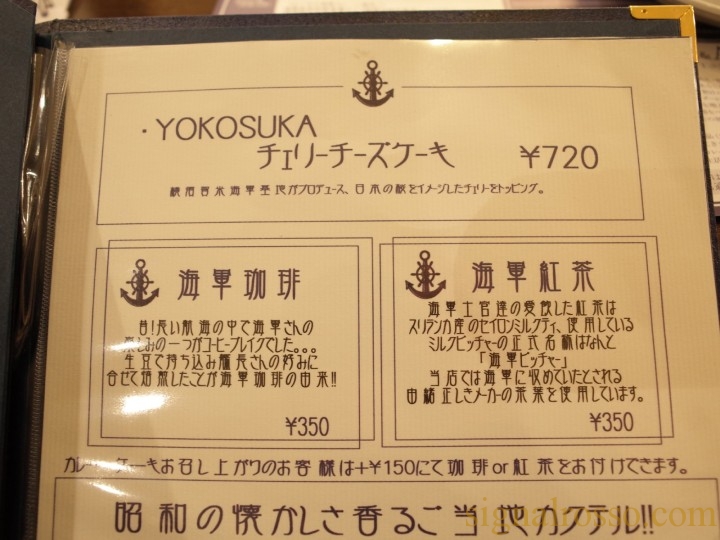 ・YOKOSUKA
チェリーチーズケーキ ¥720
横須賀米海軍基地がプロデュース、日本の桜をイメージしたチェリーをトッピング。
海軍珈琲
昔!長い航海の中で海軍さんの
楽しみの一つがコーヒーブレイクでした。。。
生豆で持ち込み艦長さんの好みに
合せて焙煎したことが海軍珈琲の由来!!
¥350
海軍紅茶
海軍士官達の愛飲した紅茶は
スリランカ産のセイロンミルクティ、使用している
ミルクピッチャーの正式名称はなんと
「海軍ピッチャー」
当店では海軍に収めていたとされる
由緒正しきメーカの茶葉を使用しています。
¥350
カレー、ケーキお召し上がりのお客様は+¥150にて珈琲or紅茶をお付けできます。
昭和の懐かしさ香るご当地カクテル!!
signalrosso.com